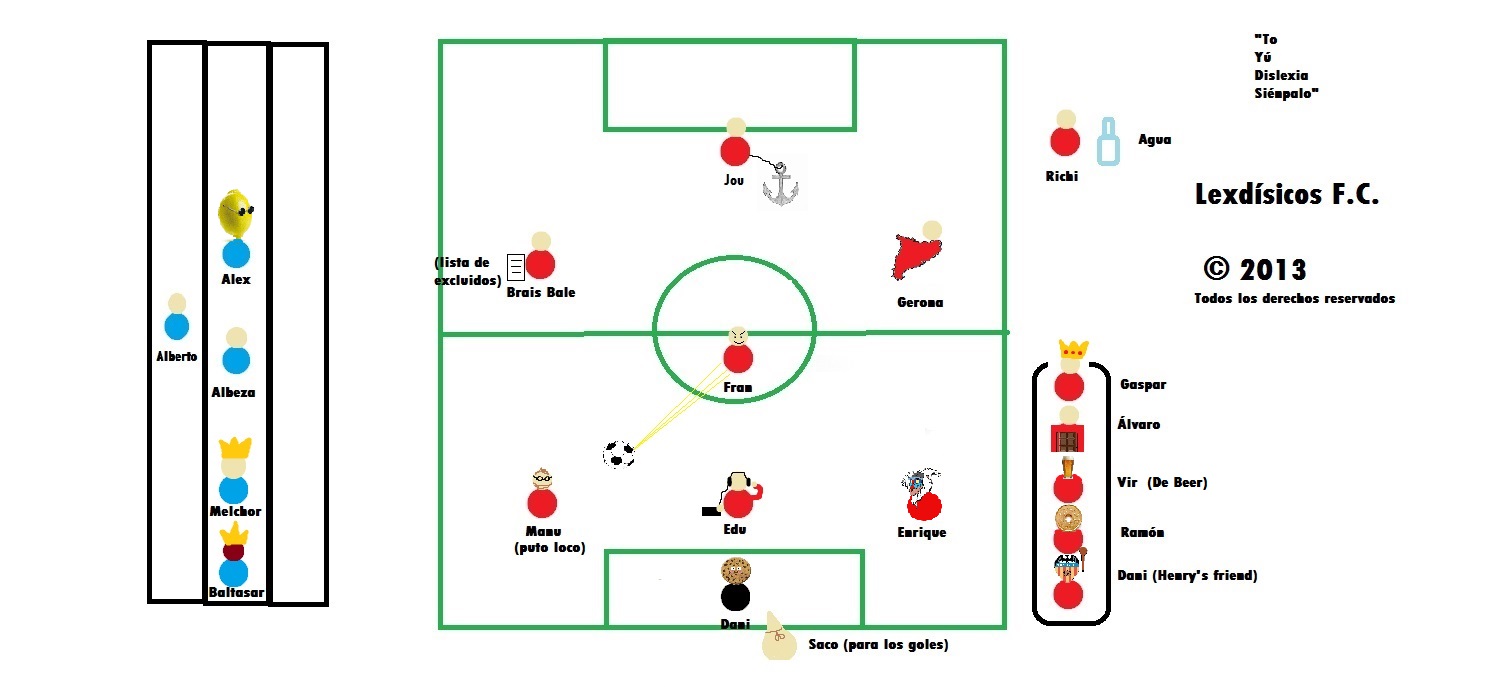 Alex
Alberto
Albeza
Melchor
Baltasar
Jou
(lista de
excluidos)
Brais Bale
Gerona
Fran
Manu
(puto loco)
Edu
Enrique
Dani
Saco (para los goles)
Richi
Agua
"To
Yú
Dislexia
Siénpalo"
Lexdísicos F.C.
© 2013
Todos los derechos reservados
Gaspar
Álvaro
Vir (De Beer)
Ramón
Dani (Henry's friend)